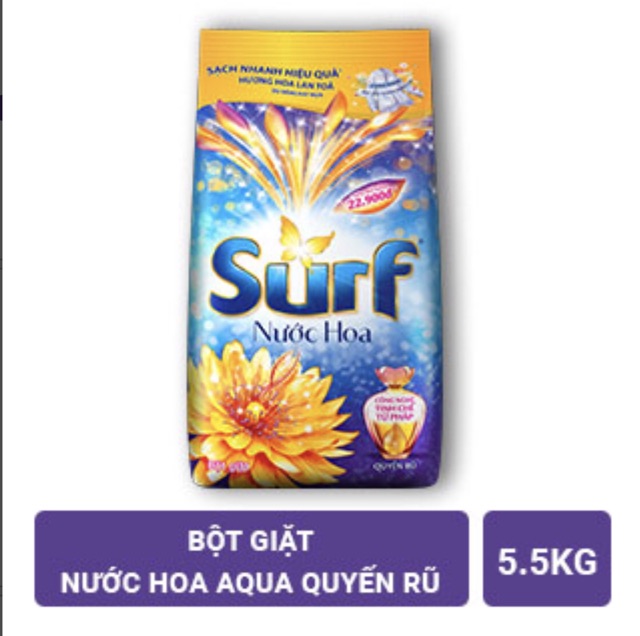 SẠCH NHANH HIỆU QUẢ
HƯƠNG HOA LAN TOẢ
22.900đ
Surf
Nước Hoa
CÔNG NGHỆ
TINH CHẾ
TỪ PHÁP
QUYẾN RŨ
BỘT GIẶT
NƯỚC HOA AQUA QUYẾN RŨ
5.5KG